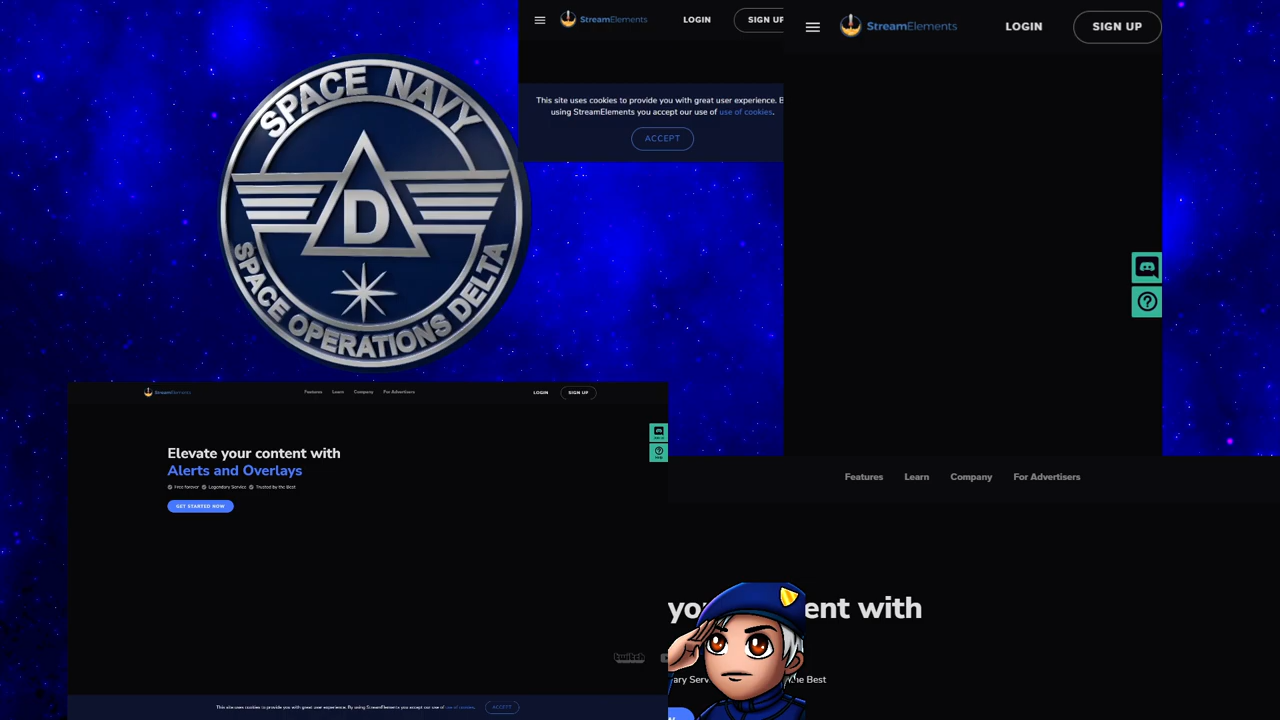 SPACE NAVY
D
SPACE OPERATIONS DELTA
StreamElements
LOGIN
SIGN UP
This site uses cookies to provide you with great user experience. B
using StreamElements you accept our use of use of cookies.
ACCEPT
StreamElements
LOGIN
SIGN UP
StreamElements
Features Learn Company For Advertisers
LOGIN
SIGN UP
Elevate your content with
Alerts and Overlays
Free forever Legendary Service Trusted by the Best
GET STARTED NOW
twitch
This site uses cookies to provide you with great user experience. By using StreamElements you accept our use of use of cookies.
ACCEPT
Features Learn Company For Advertisers
yo ent with
ary Serv he Best